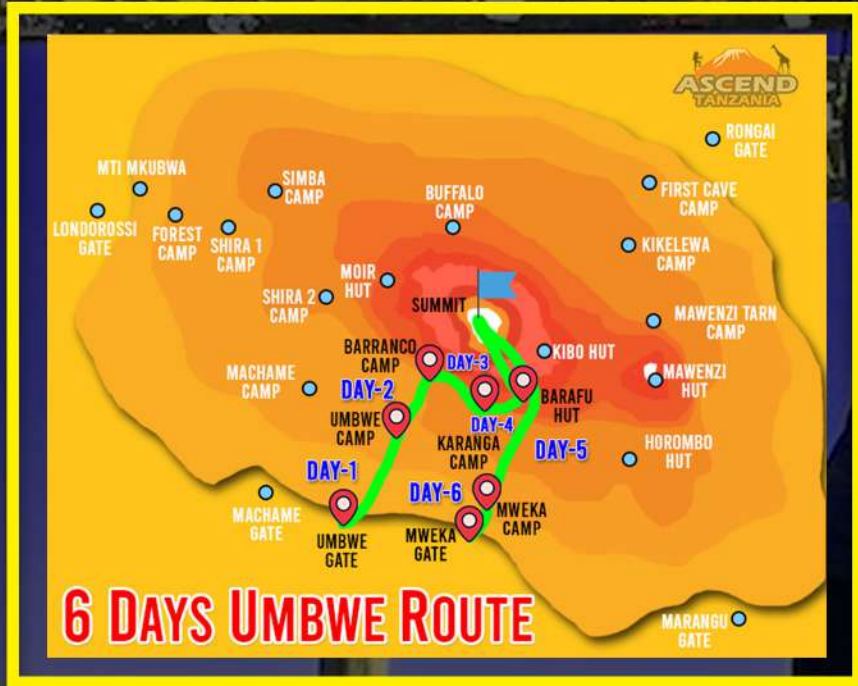 ASCEND
TANZANIA
RONGAI
GATE
MTI MKUBWA
SIMBA
CAMP
FIRST CAVE
CAMP
BUFFALO
CAMP
LONDOROSSI
GATE
FOREST
CAMP
SHIRA 1
CAMP
KIKELEWA
CAMP
MOIR
HUT
SHIRA 2
CAMP
SUMMIT
MAWENZI TARN
CAMP
BARRANCO
CAMP
DAY-3
KIBO HUT
MACHAME
CAMP
DAY-2
MAWENZI
HUT
BARAFU
HUT
UMBWE
CAMP
DAY-4
KARANGA
CAMP
DAY-5
HOROMBO
HUT
DAY-1
DAY-6
MACHAME
GATE
MWEKA
CAMP
UMBWE
GATE
MWEKA
GATE
6 DAYS UMBWE ROUTE
MARANGU
GATE